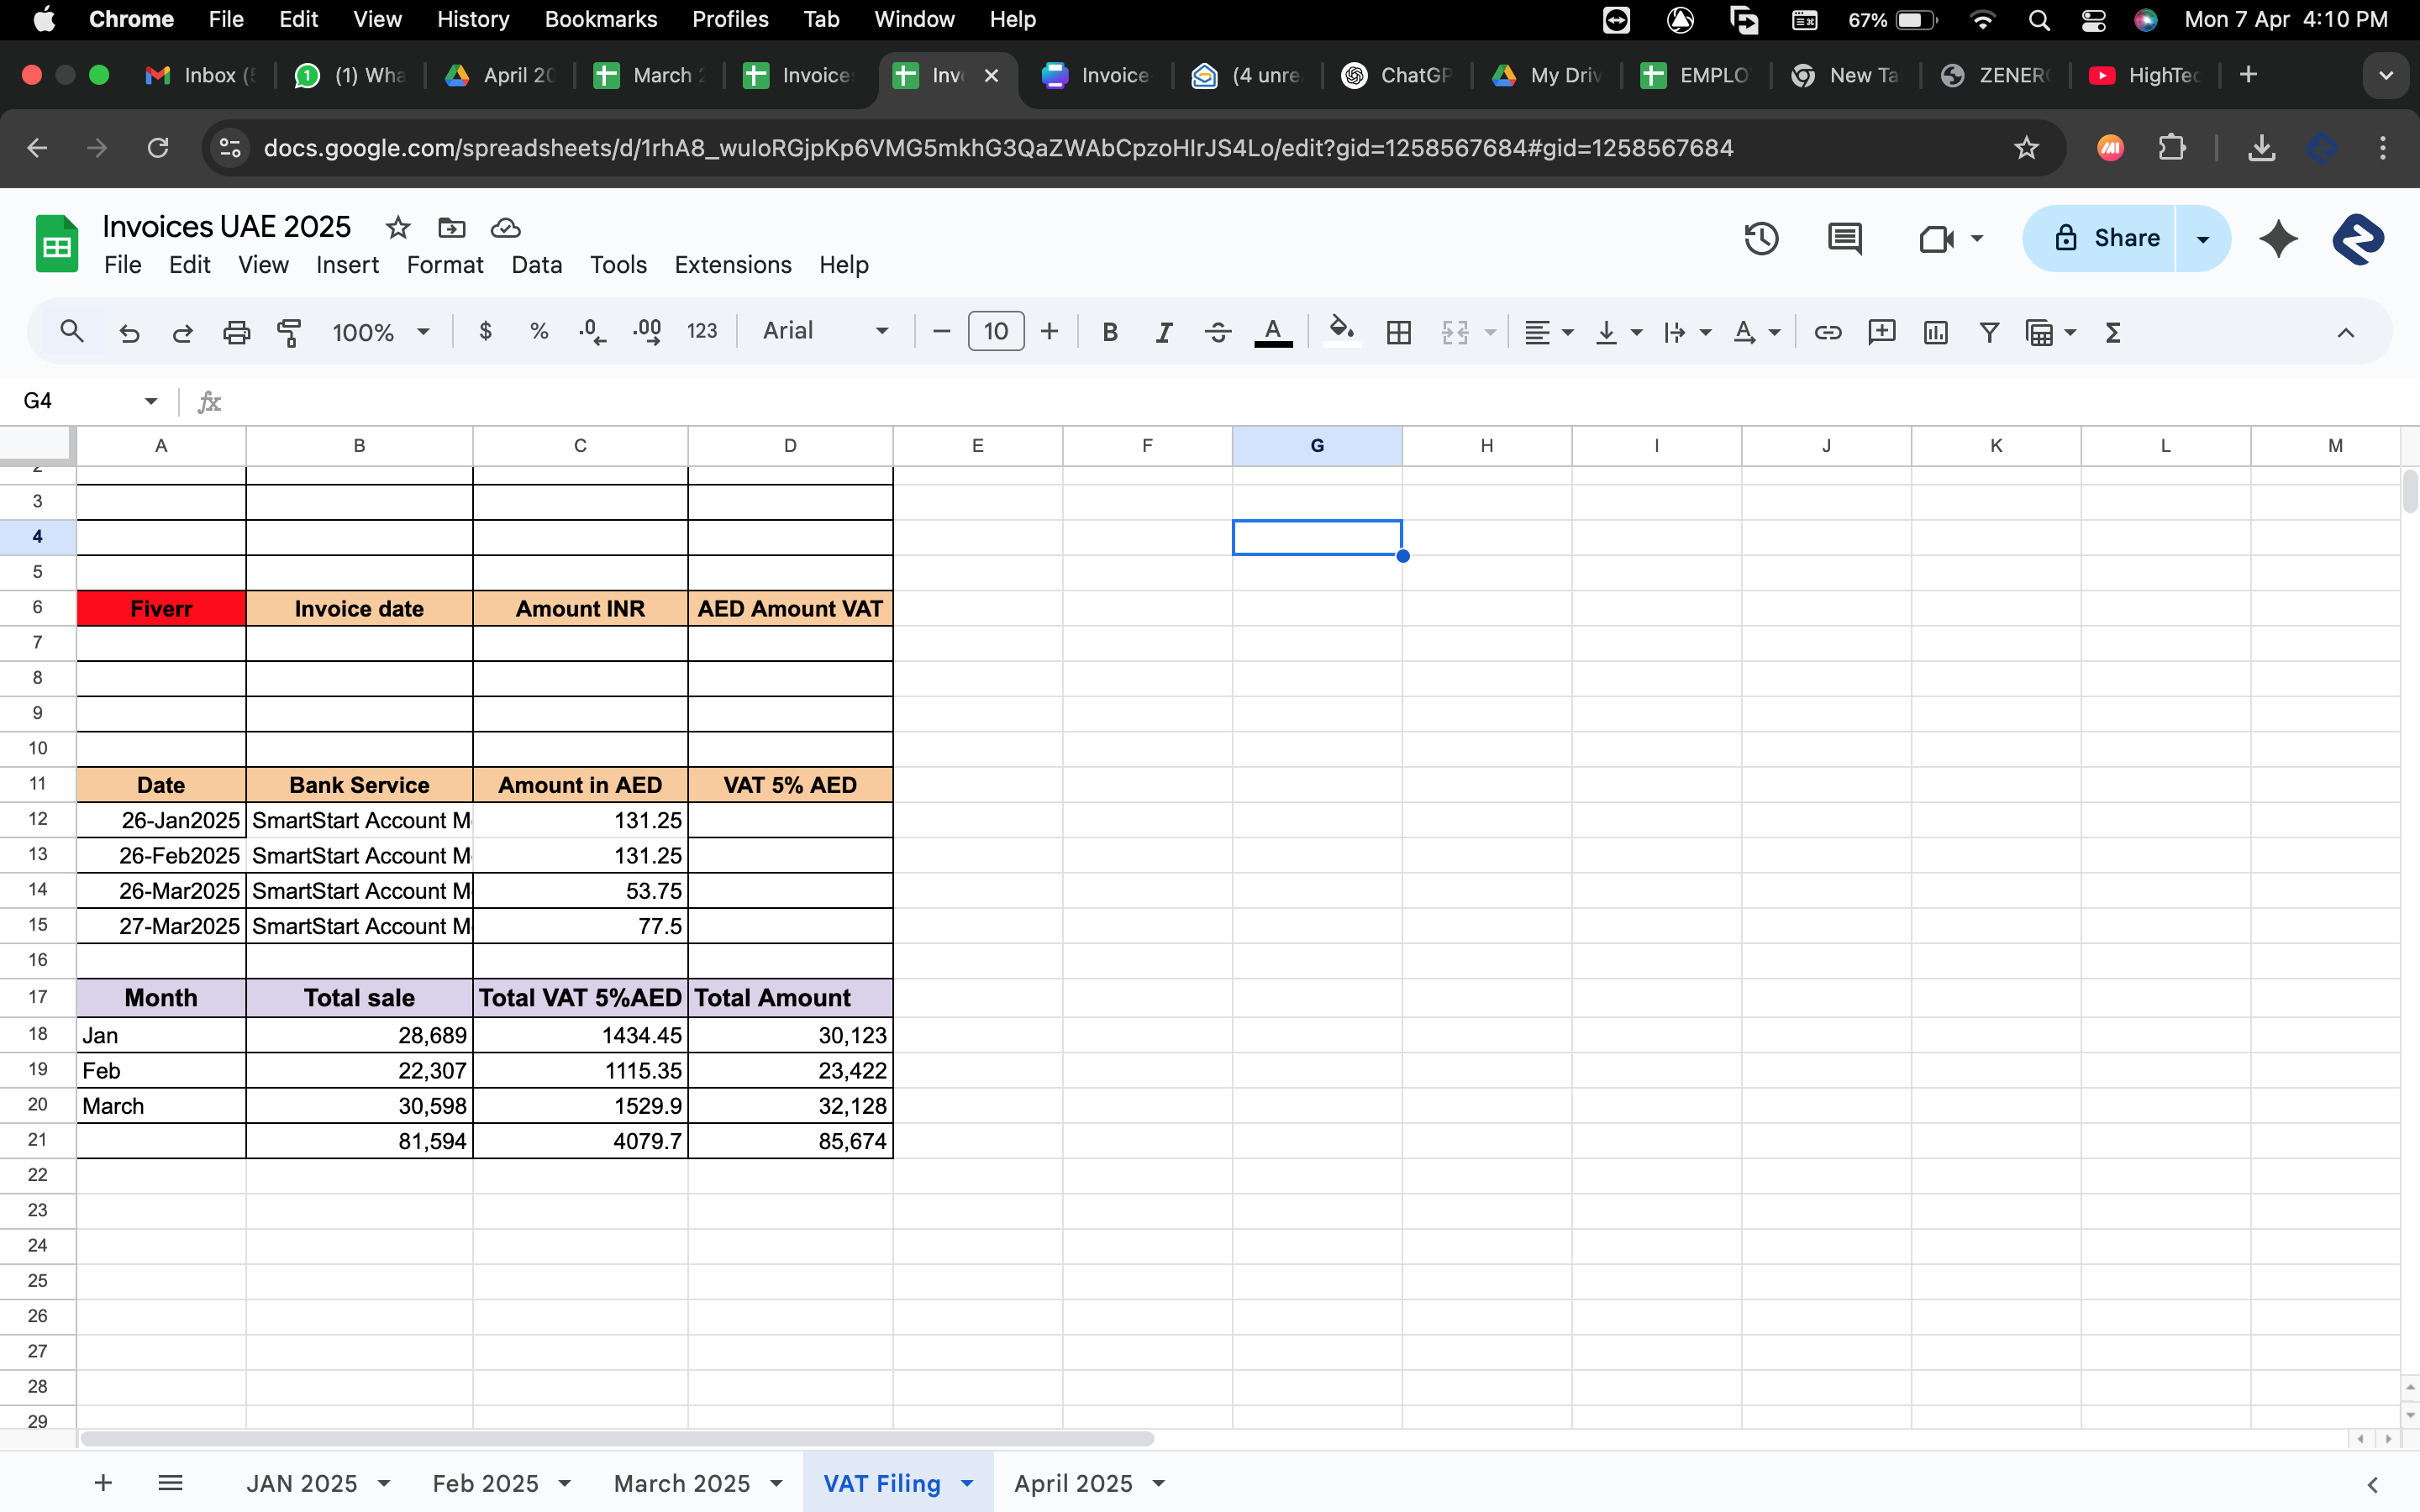 Chrome File Edit View History Bookmarks Profiles Tab Window Help 67% Mon 7 Apr 4:10 PM
Inbox (1) Wha April 20 March Invoice Inv Invoice (4 unre ChatGP My Driv EMPLO New Ta ZENER HighTec
docs.google.com/spreadsheets/d/1rhA8_wuIoRGjpKp6VMG5mkhG3QaZWAbCpzoHIrJS4Lo/edit?gid=1258567684#gid=1258567684
Invoices UAE 2025
File Edit View Insert Format Data Tools Extensions Help
Share
100% $ % .0 .00 123 Arial 10 B I A
G4 fx
A B C D E F G H I J K L M
2
3
4
5
6 Fiverr Invoice date Amount INR AED Amount VAT
7
8
9
10
11 Date Bank Service Amount in AED VAT 5% AED
12 26-Jan2025 SmartStart Account M 131.25
13 26-Feb2025 SmartStart Account M 131.25
14 26-Mar2025 SmartStart Account M 53.75
15 27-Mar2025 SmartStart Account M 77.5
16
17 Month Total sale Total VAT 5%AED Total Amount
18 Jan 28,689 1434.45 30,123
19 Feb 22,307 1115.35 23,422
20 March 30,598 1529.9 32,128
21 81,594 4079.7 85,674
22
23
24
25
26
27
28
29
JAN 2025 Feb 2025 March 2025 VAT Filing April 2025